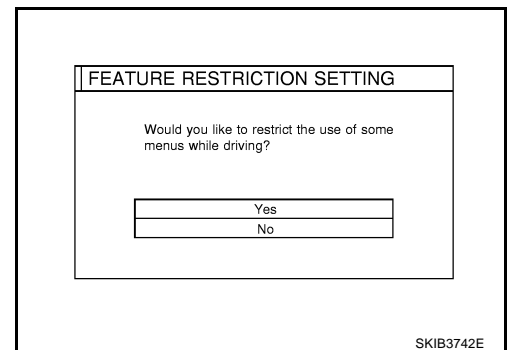 FEATURE RESTRICTION SETTING
Would you like to restrict the use of some
menus while driving?
Yes
No
SKIB3742E